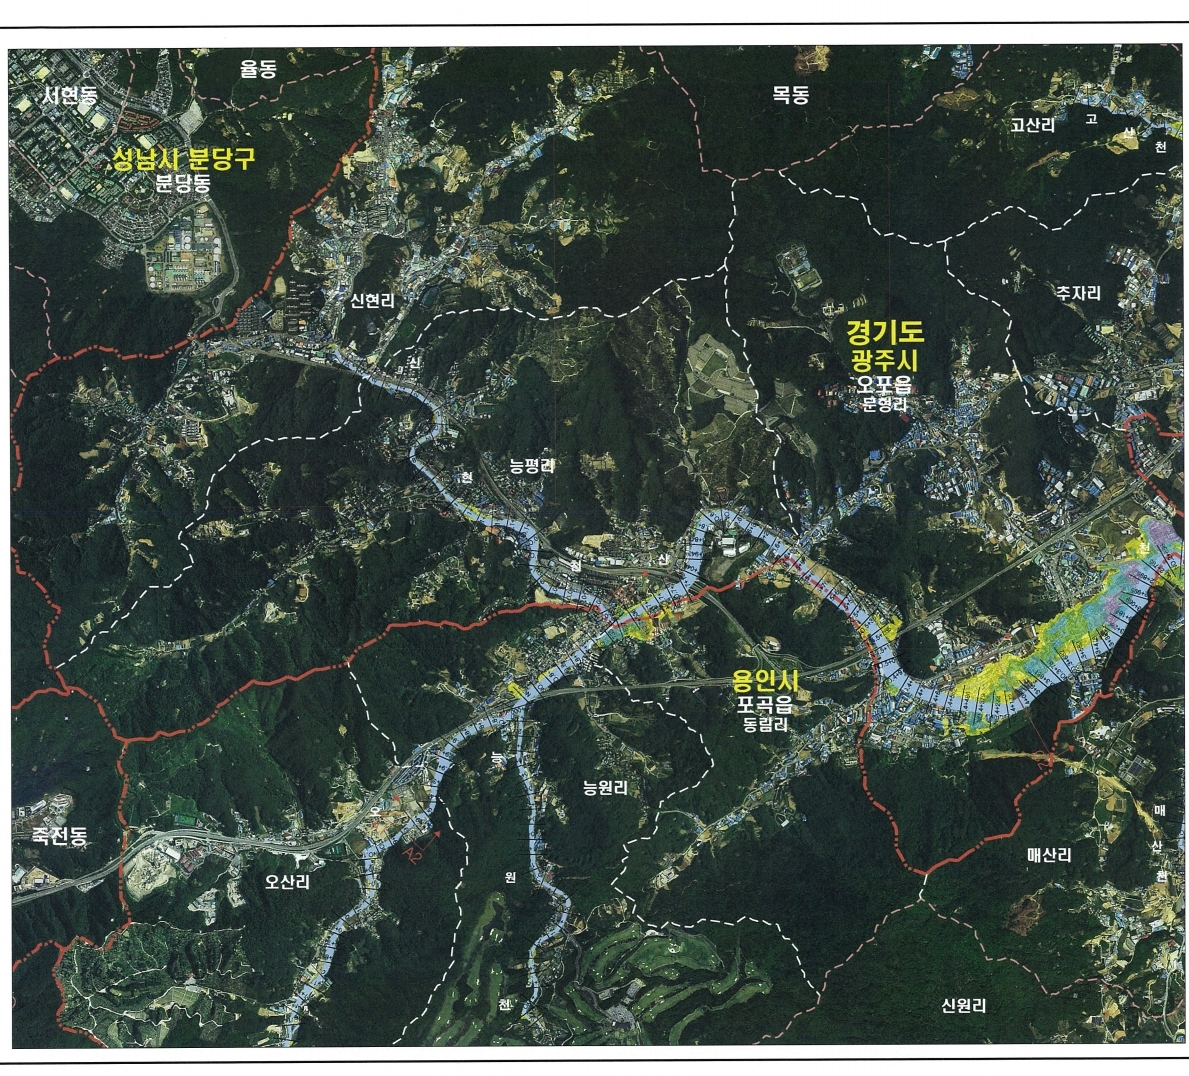 율동
서현동
목동
고산리
고
산
천
성남시 분당구
분당동
신현리
추자리
경기도
광주시
오포읍
문형리
신
현
능평리
천
산
용인시
포곡읍
동림리
능
능원리
오
죽전동
A2
오산리
원
매산리
매
산
천
천
신원리